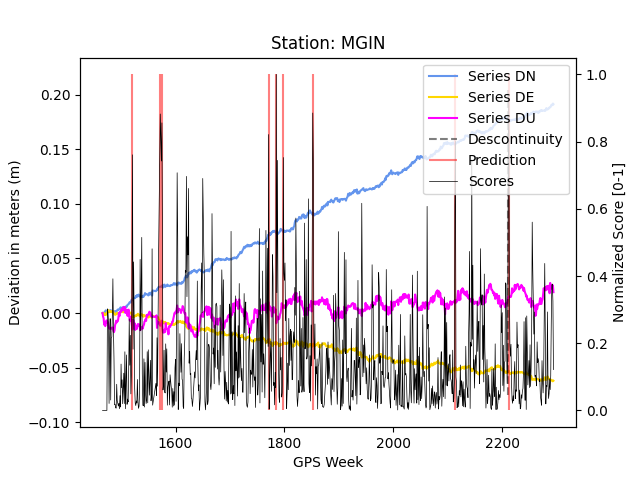 Station: MGIN
Deviation in meters (m)
0.20
0.15
0.10
0.05
0.00
−0.05
−0.10
1.0
0.8
0.6
0.4
0.2
0.0
Normalized Score [0-1]
Series DN
Series DE
Series DU
Descontinuity
Prediction
Scores
1600
1800
2000
2200
GPS Week